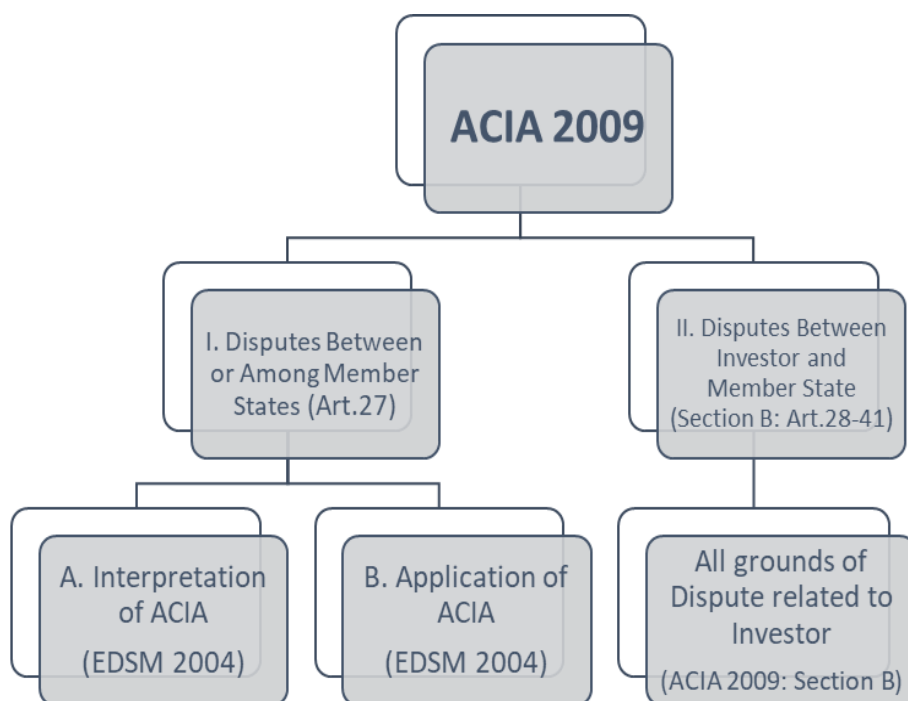 ACIA 2009
I. Disputes Between
or Among Member
States (Art.27)
II. Disputes Between
Investor and
Member State
(Section B: Art.28-41)
A. Interpretation
of ACIA
(EDSM 2004)
B. Application of
ACIA
(EDSM 2004)
All grounds of
Dispute related to
Investor
(ACIA 2009: Section B)